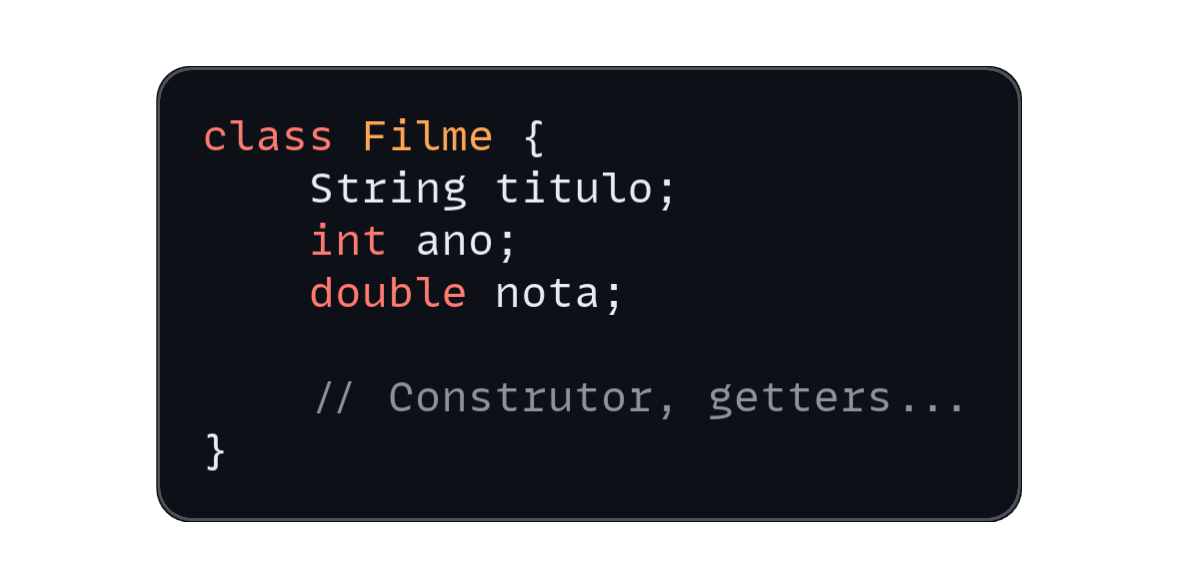 class Filme {
    String titulo;
    int ano;
    double nota;

    // Construtor, getters...
}